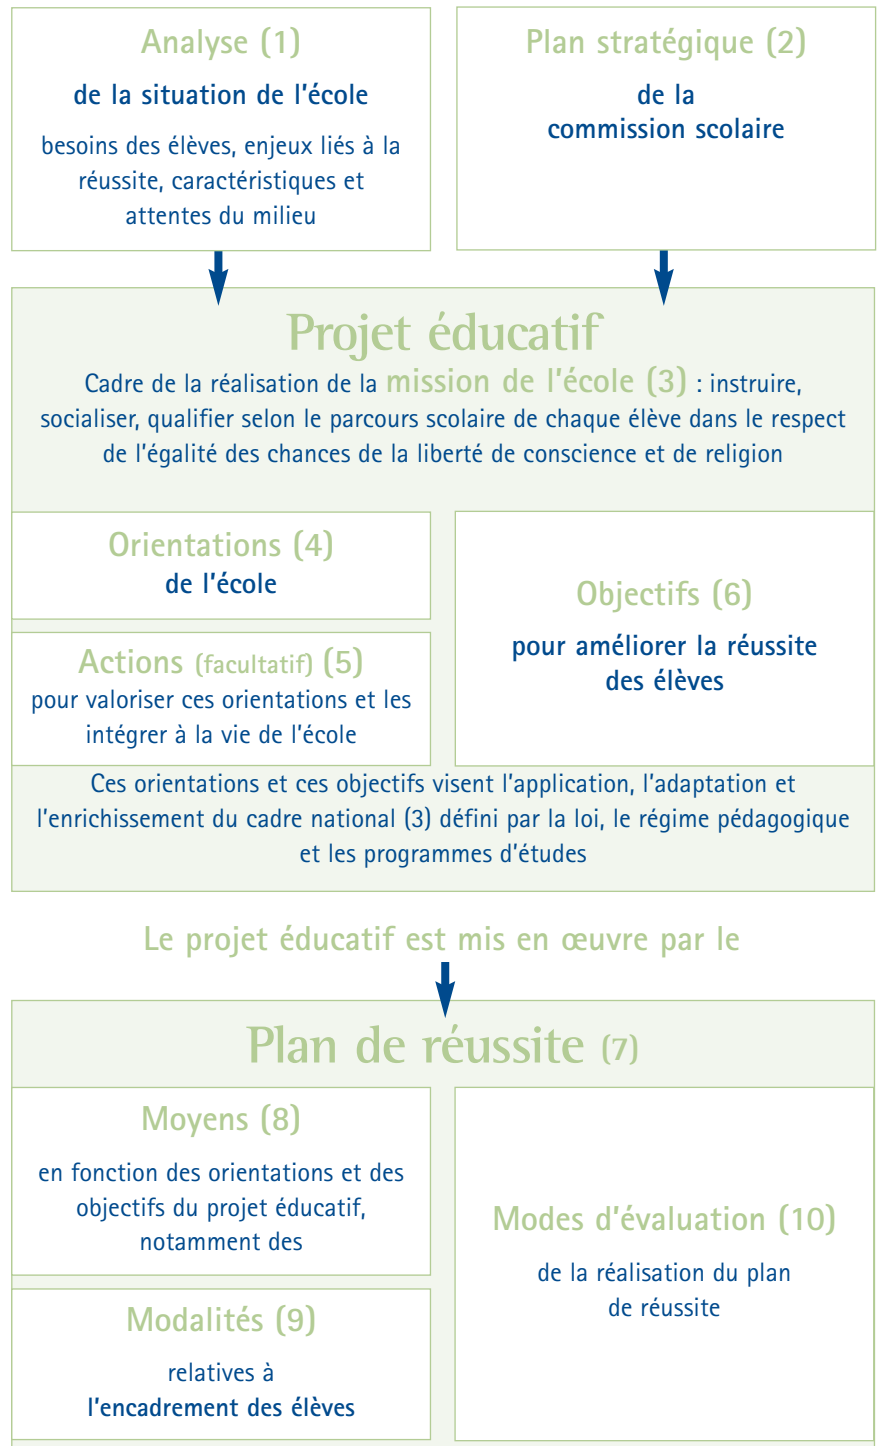 Analyse (1)
de la situation de l'école
besoins des élèves, enjeux liés à la
réussite, caractéristiques et
attentes du milieu
Plan stratégique (2)
de la
commission scolaire
Projet éducatif
Cadre de la réalisation de la mission de l'école (3) : instruire,
socialiser, qualifier selon le parcours scolaire de chaque élève dans le respect
de l'égalité des chances de la liberté de conscience et de religion
Orientations (4)
de l'école
Actions (facultatif) (5)
pour valoriser ces orientations et les
intégrer à la vie de l'école
Objectifs (6)
pour améliorer la réussite
des élèves
Ces orientations et ces objectifs visent l'application, l'adaptation et
l'enrichissement du cadre national (3) défini par la loi, le régime pédagogique
et les programmes d'études
Le projet éducatif est mis en œuvre par le
Plan de réussite (7)
Moyens (8)
en fonction des orientations et des
objectifs du projet éducatif,
notamment des
Modalités (9)
relatives à
l'encadrement des élèves
Modes d'évaluation (10)
de la réalisation du plan
de réussite